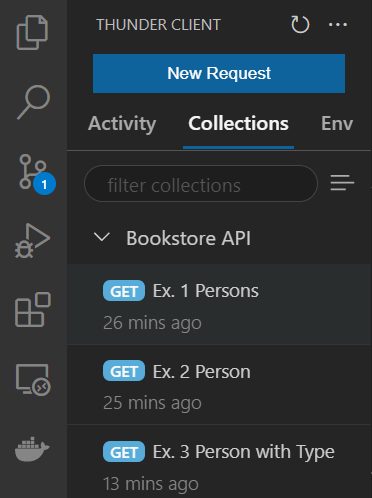 THUNDER CLIENT
New Request
Activity Collections Env
filter collections
1
Bookstore API
GET Ex. 1 Persons
26 mins ago
GET Ex. 2 Person
25 mins ago
GET Ex. 3 Person with Type
13 mins ago